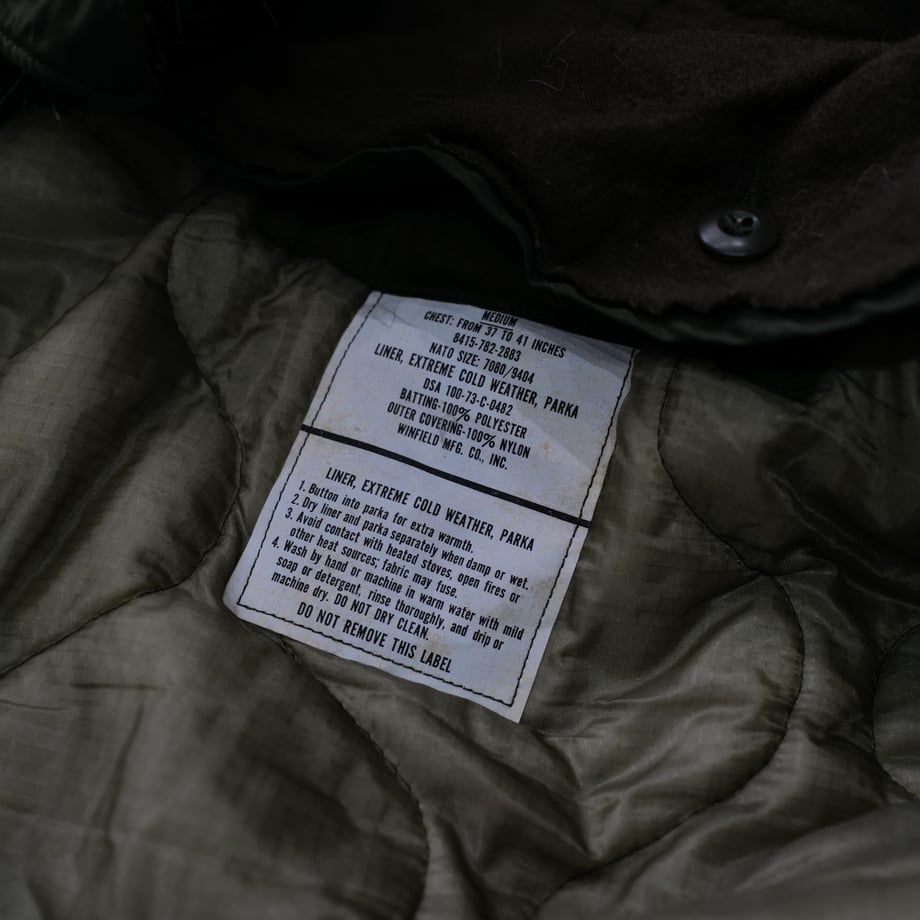 MEDIUM
CHEST: FROM 37 TO 41 INCHES
8415-782-2883
NATO SIZE: 7080/9404
LINER, EXTREME COLD WEATHER, PARKA
DSA 100-73-C-0482
BATTING-100% POLYESTER
OUTER COVERING-100% NYLON
WINFIELD MFG. CO., INC.
LINER, EXTREME COLD WEATHER, PARKA
1. Button into parka for extra warmth.
2. Dry liner and parka separately when damp or wet.
3. Avoid contact with heated stoves, open fires or
other heat sources; fabric may fuse.
4. Wash by hand or machine in warm water with mild
soap or detergent, rinse thoroughly, and drip or
machine dry. DO NOT DRY CLEAN.
DO NOT REMOVE THIS LABEL